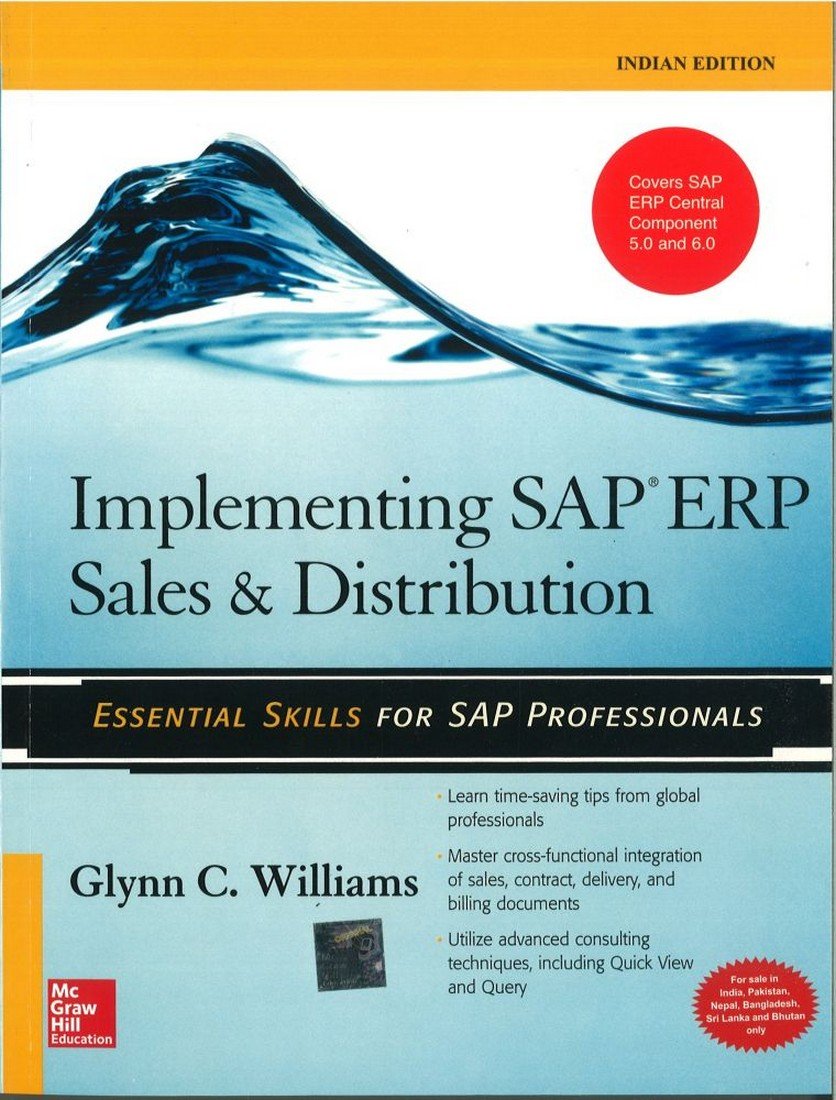 INDIAN EDITION
Covers SAP
ERP Central
Component
5.0 and 6.0
Implementing SAP® ERP
Sales & Distribution
ESSENTIAL SKILLS FOR SAP PROFESSIONALS
• Learn time-saving tips from global
professionals
• Master cross-functional integration
of sales, contract, delivery, and
billing documents
• Utilize advanced consulting
techniques, including Quick View
and Query
Glynn C. Williams
Mc
Graw
Hill
Education
For sale in
India, Pakistan,
Nepal, Bangladesh,
Sri Lanka and Bhutan
only